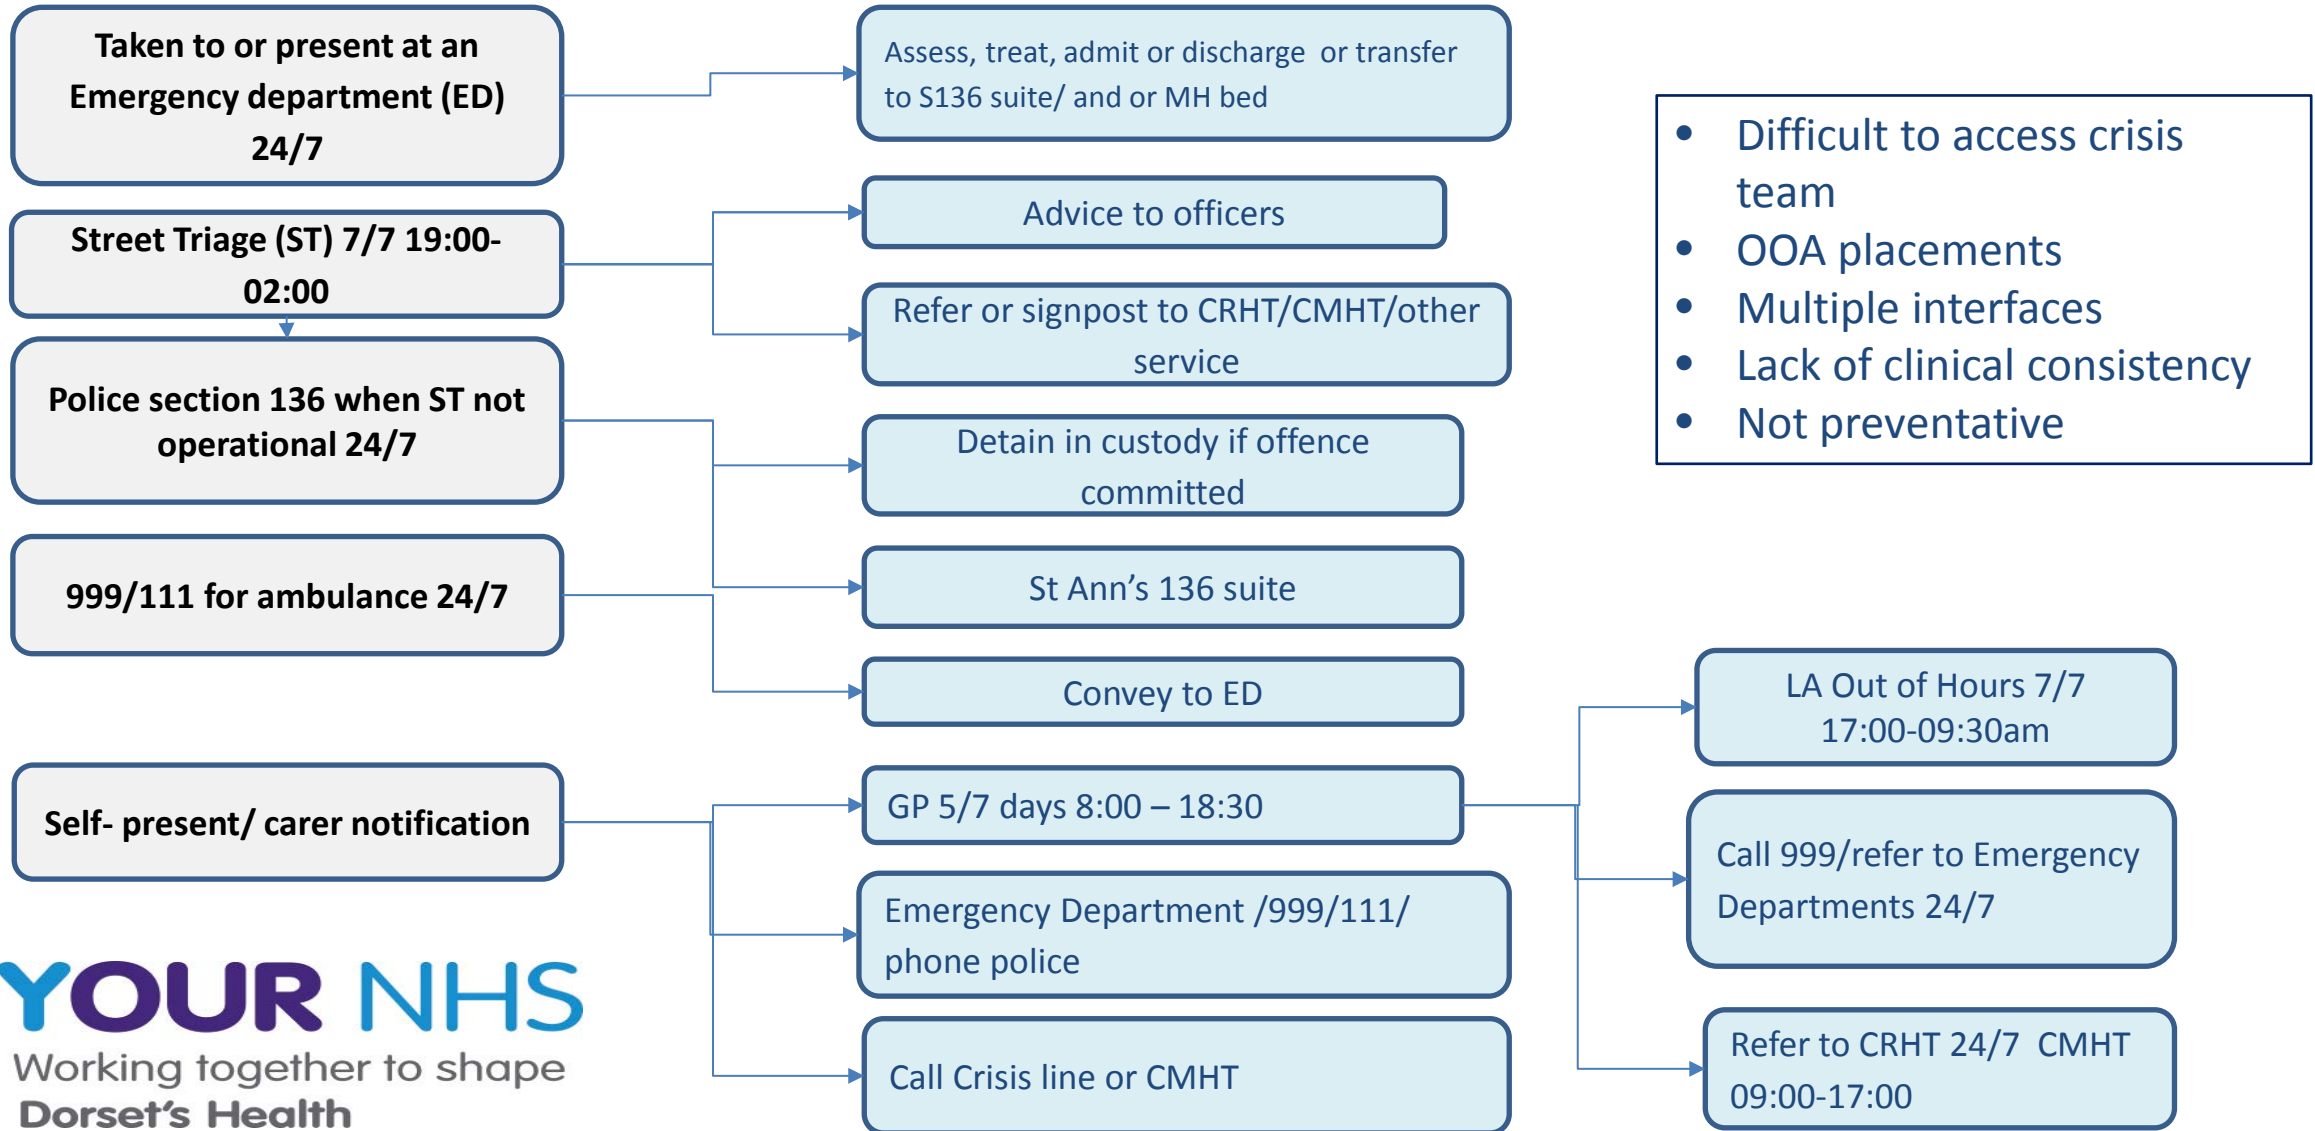 Taken to or present at an
Emergency department (ED)
24/7
Assess, treat, admit or discharge or transfer
to S136 suite/ and or MH bed
• Difficult to access crisis
team
• OOA placements
• Multiple interfaces
• Lack of clinical consistency
• Not preventative
Street Triage (ST) 7/7 19:00-
02:00
Advice to officers
Refer or signpost to CRHT/CMHT/other
service
Police section 136 when ST not
operational 24/7
Detain in custody if offence
committed
St Ann’s 136 suite
999/111 for ambulance 24/7
Convey to ED
Self- present/ carer notification
GP 5/7 days 8:00 – 18:30
Emergency Department /999/111/
phone police
Call Crisis line or CMHT
LA Out of Hours 7/7
17:00-09:30am
Call 999/refer to Emergency
Departments 24/7
Refer to CRHT 24/7 CMHT
09:00-17:00
YOUR NHS
Working together to shape
Dorset’s Health